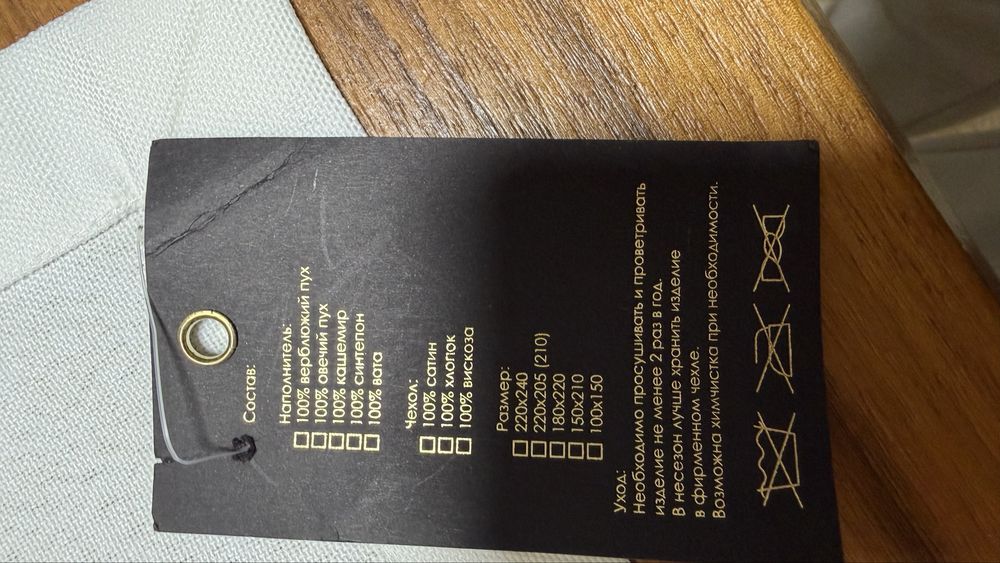 Состав:
Наполнитель:
100% верблюжий пух
100% овечий пух
100% кашемир
100% синтепон
100% вата
Чехол:
100% сатин
100% хлопок
100% вискоза
Размер:
220х240
220х205 (210)
180х220
150х210
100х150
Уход:
Необходимо просушивать и проветривать
изделие не менее 2 раз в год.
В несезон лучше хранить изделие
в фирменном чехле.
Возможна химчистка при необходимости.